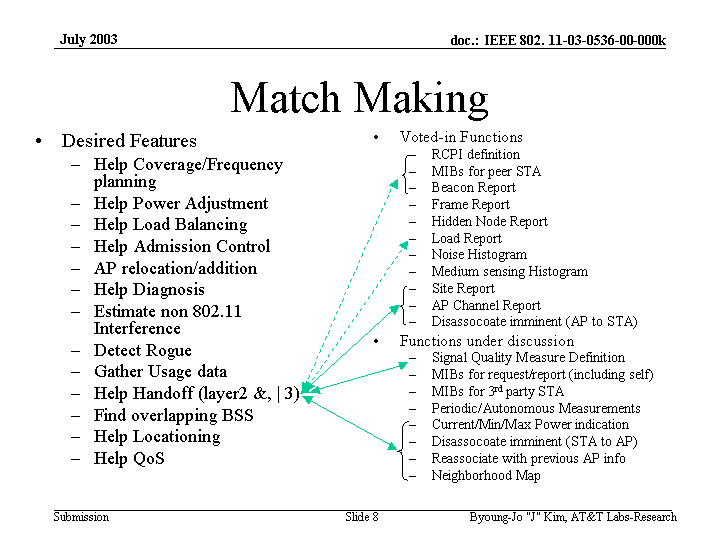 July 2003
doc.: IEEE 802. 11-03-0536-00-000k
Match Making
• Desired Features
– Help Coverage/Frequency
planning
– Help Power Adjustment
– Help Load Balancing
– Help Admission Control
– AP relocation/addition
– Help Diagnosis
– Estimate non 802.11
Interference
– Detect Rogue
– Gather Usage data
– Help Handoff (layer2 &, | 3)
– Find overlapping BSS
– Help Locationing
– Help QoS
• Voted-in Functions
– RCPI definition
– MIBs for peer STA
– Beacon Report
– Frame Report
– Hidden Node Report
– Load Report
– Noise Histogram
– Medium sensing Histogram
– Site Report
– AP Channel Report
– Disassocoate imminent (AP to STA)
• Functions under discussion
– Signal Quality Measure Definition
– MIBs for request/report (including self)
– MIBs for 3rd party STA
– Periodic/Autonomous Measurements
– Current/Min/Max Power indication
– Disassocoate imminent (STA to AP)
– Reassociate with previous AP info
– Neighborhood Map
Submission
Slide 8
Byoung-Jo "J" Kim, AT&T Labs-Research